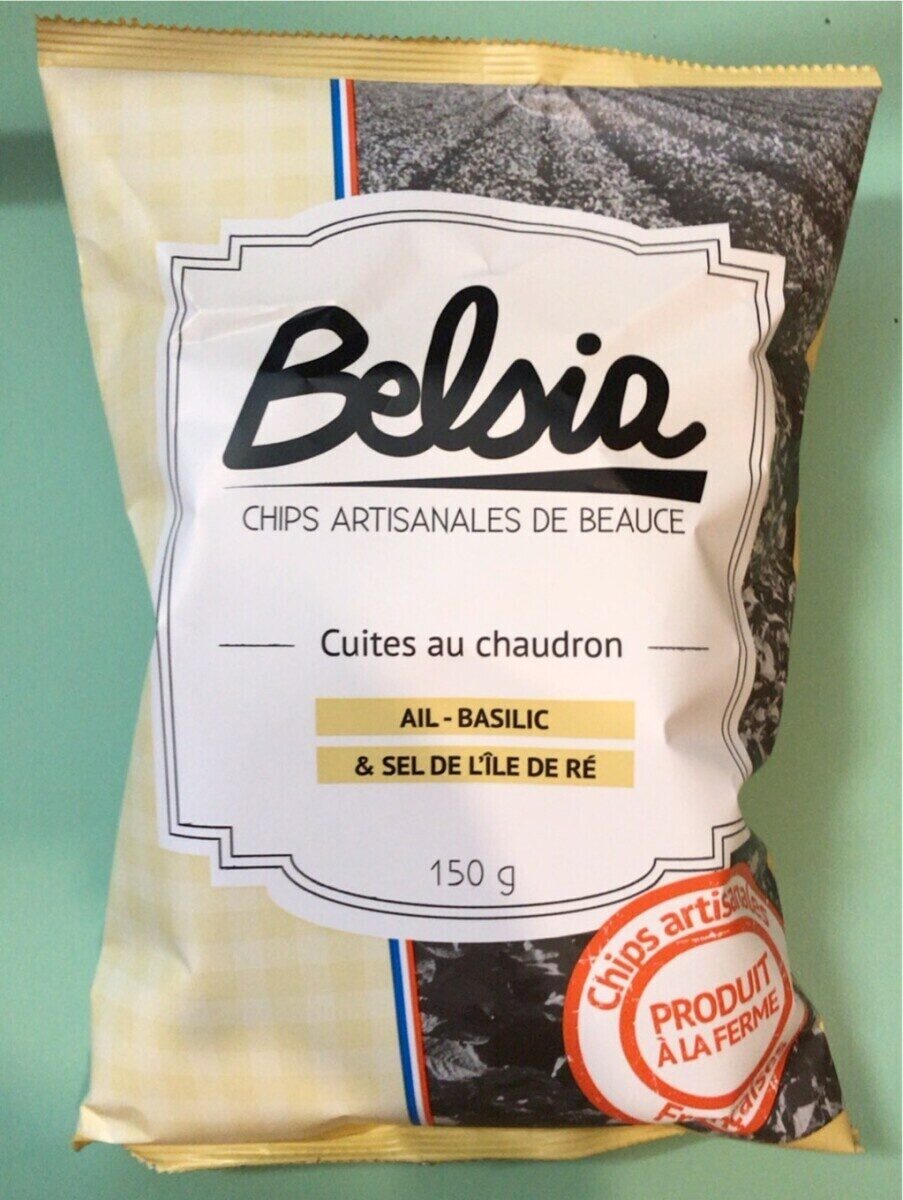 Belsia
CHIPS ARTISANALES DE BEAUCE
Cuites au chaudron
AIL - BASILIC
& SEL DE L'ÎLE DE RÉ
150 g
Chips artisanales
PRODUIT
À LA FERME